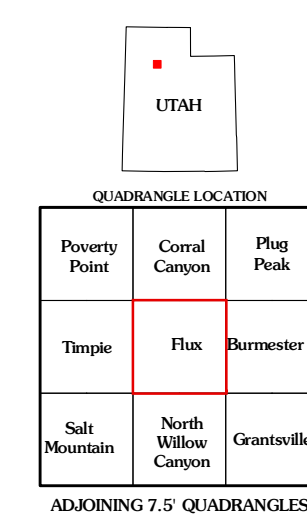 UTAH
QUADRANGLE LOCATION
Poverty
Point
Corral
Canyon
Plug
Peak
Timpie
Flux
Burmester
Salt
Mountain
North
Willow
Canyon
Grantsville
ADJOINING 7.5' QUADRANGLES